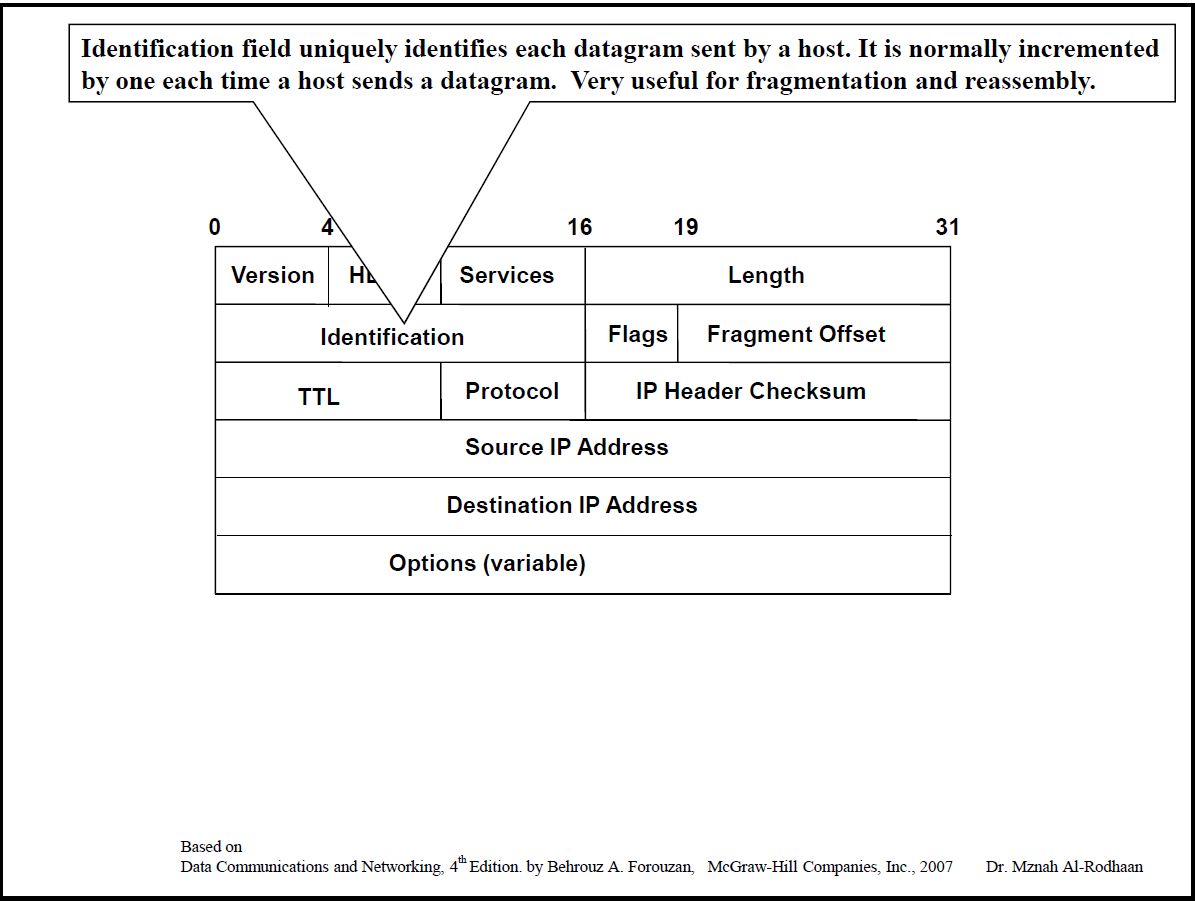 Identification field uniquely identifies each datagram sent by a host. It is normally incremented
by one each time a host sends a datagram.  Very useful for fragmentation and reassembly.
0 4 16 19 31
Version Services Length
Identification Flags Fragment Offset
TTL Protocol IP Header Checksum
Source IP Address
Destination IP Address
Options (variable)
Based on
Data Communications and Networking, 4th Edition. by Behrouz A. Forouzan, McGraw-Hill Companies, Inc., 2007 Dr. Mznah Al-Rodhaan